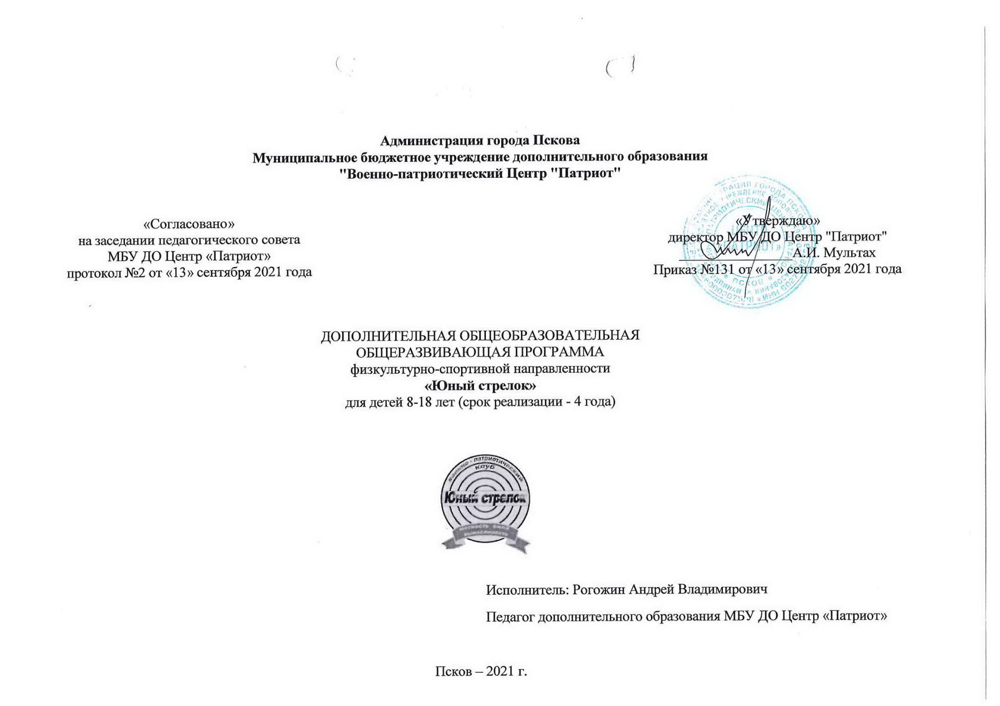 Администрация города Пскова
Муниципальное бюджетное учреждение дополнительного образования
"Военно-патриотический Центр "Патриот"
«Согласовано»
на заседании педагогического совета
МБУ ДО Центр «Патриот»
протокол №2 от «13» сентября 2021 года
«Утверждаю»
директор МБУ ДО Центр "Патриот"
А.И. Мультах
Приказ №131 от «13» сентября 2021 года
ЦЕНТР
«ПАТРИОТ»
* ПСКОВ *
ДОПОЛНИТЕЛЬНАЯ ОБЩЕОБРАЗОВАТЕЛЬНАЯ
ОБЩЕРАЗВИВАЮЩАЯ ПРОГРАММА
физкультурно-спортивной направленности
«Юный стрелок»
для детей 8-18 лет (срок реализации - 4 года)
военно - патриотический
клуб
Юный стрелок
меткость сила
выносливость
Исполнитель: Рогожин Андрей Владимирович
Педагог дополнительного образования МБУ ДО Центр «Патриот»
Псков – 2021 г.